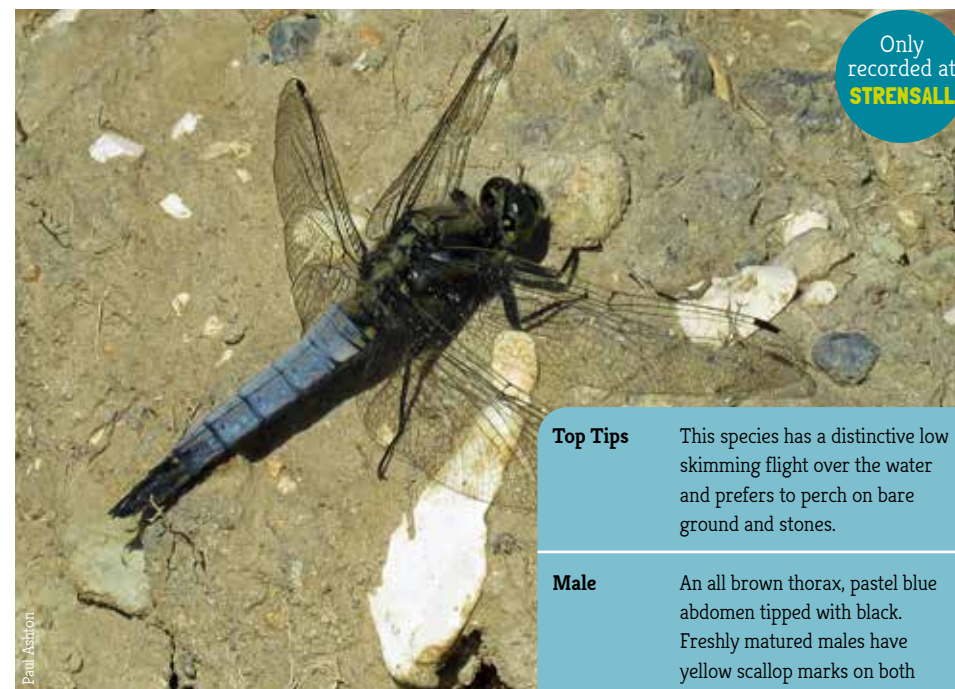 Only
recorded at
STRENSALL
Top Tips
This species has a distinctive low
skimming flight over the water
and prefers to perch on bare
ground and stones.
Male
An all brown thorax, pastel blue
abdomen tipped with black.
Freshly matured males have
yellow scallop marks on both
Paul Ashton